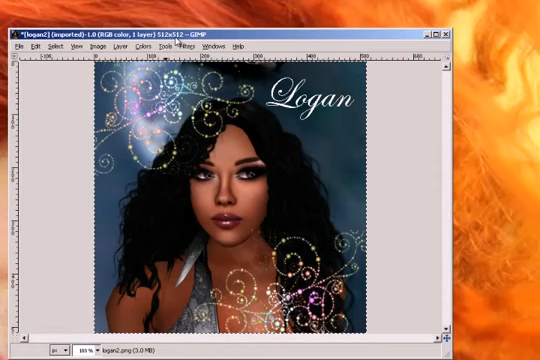 *[logan2] (imported)-1.0 (RGB color, 1 layer) 512x512 – GIMP
File Edit Select View Image Layer Colors Tools Filters Windows Help
Logan
px 100 % logan2.png (3.0 MB)